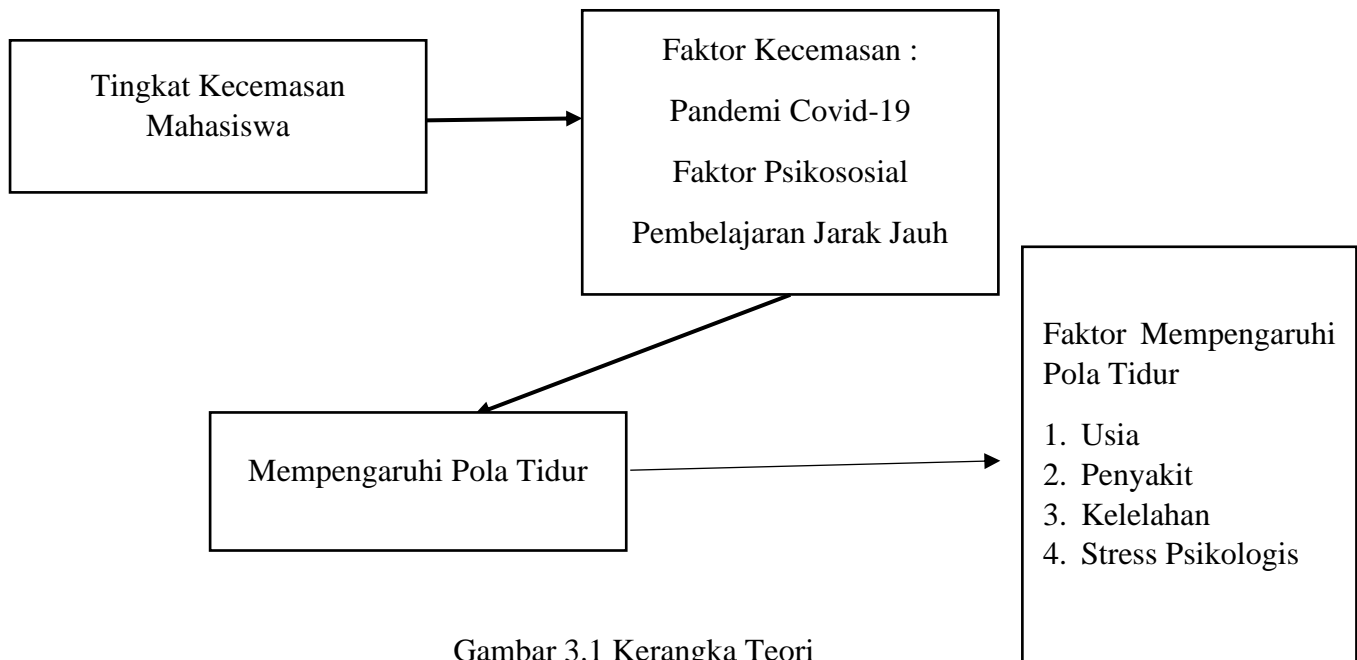 Tingkat Kecemasan
Mahasiswa
Faktor Kecemasan :
Pandemi Covid-19
Faktor Psikososial
Pembelajaran Jarak Jauh
Mempengaruhi Pola Tidur
Faktor Mempengaruhi
Pola Tidur
1. Usia
2. Penyakit
3. Kelelahan
4. Stress Psikologis
Gambar 3.1 Kerangka Teori